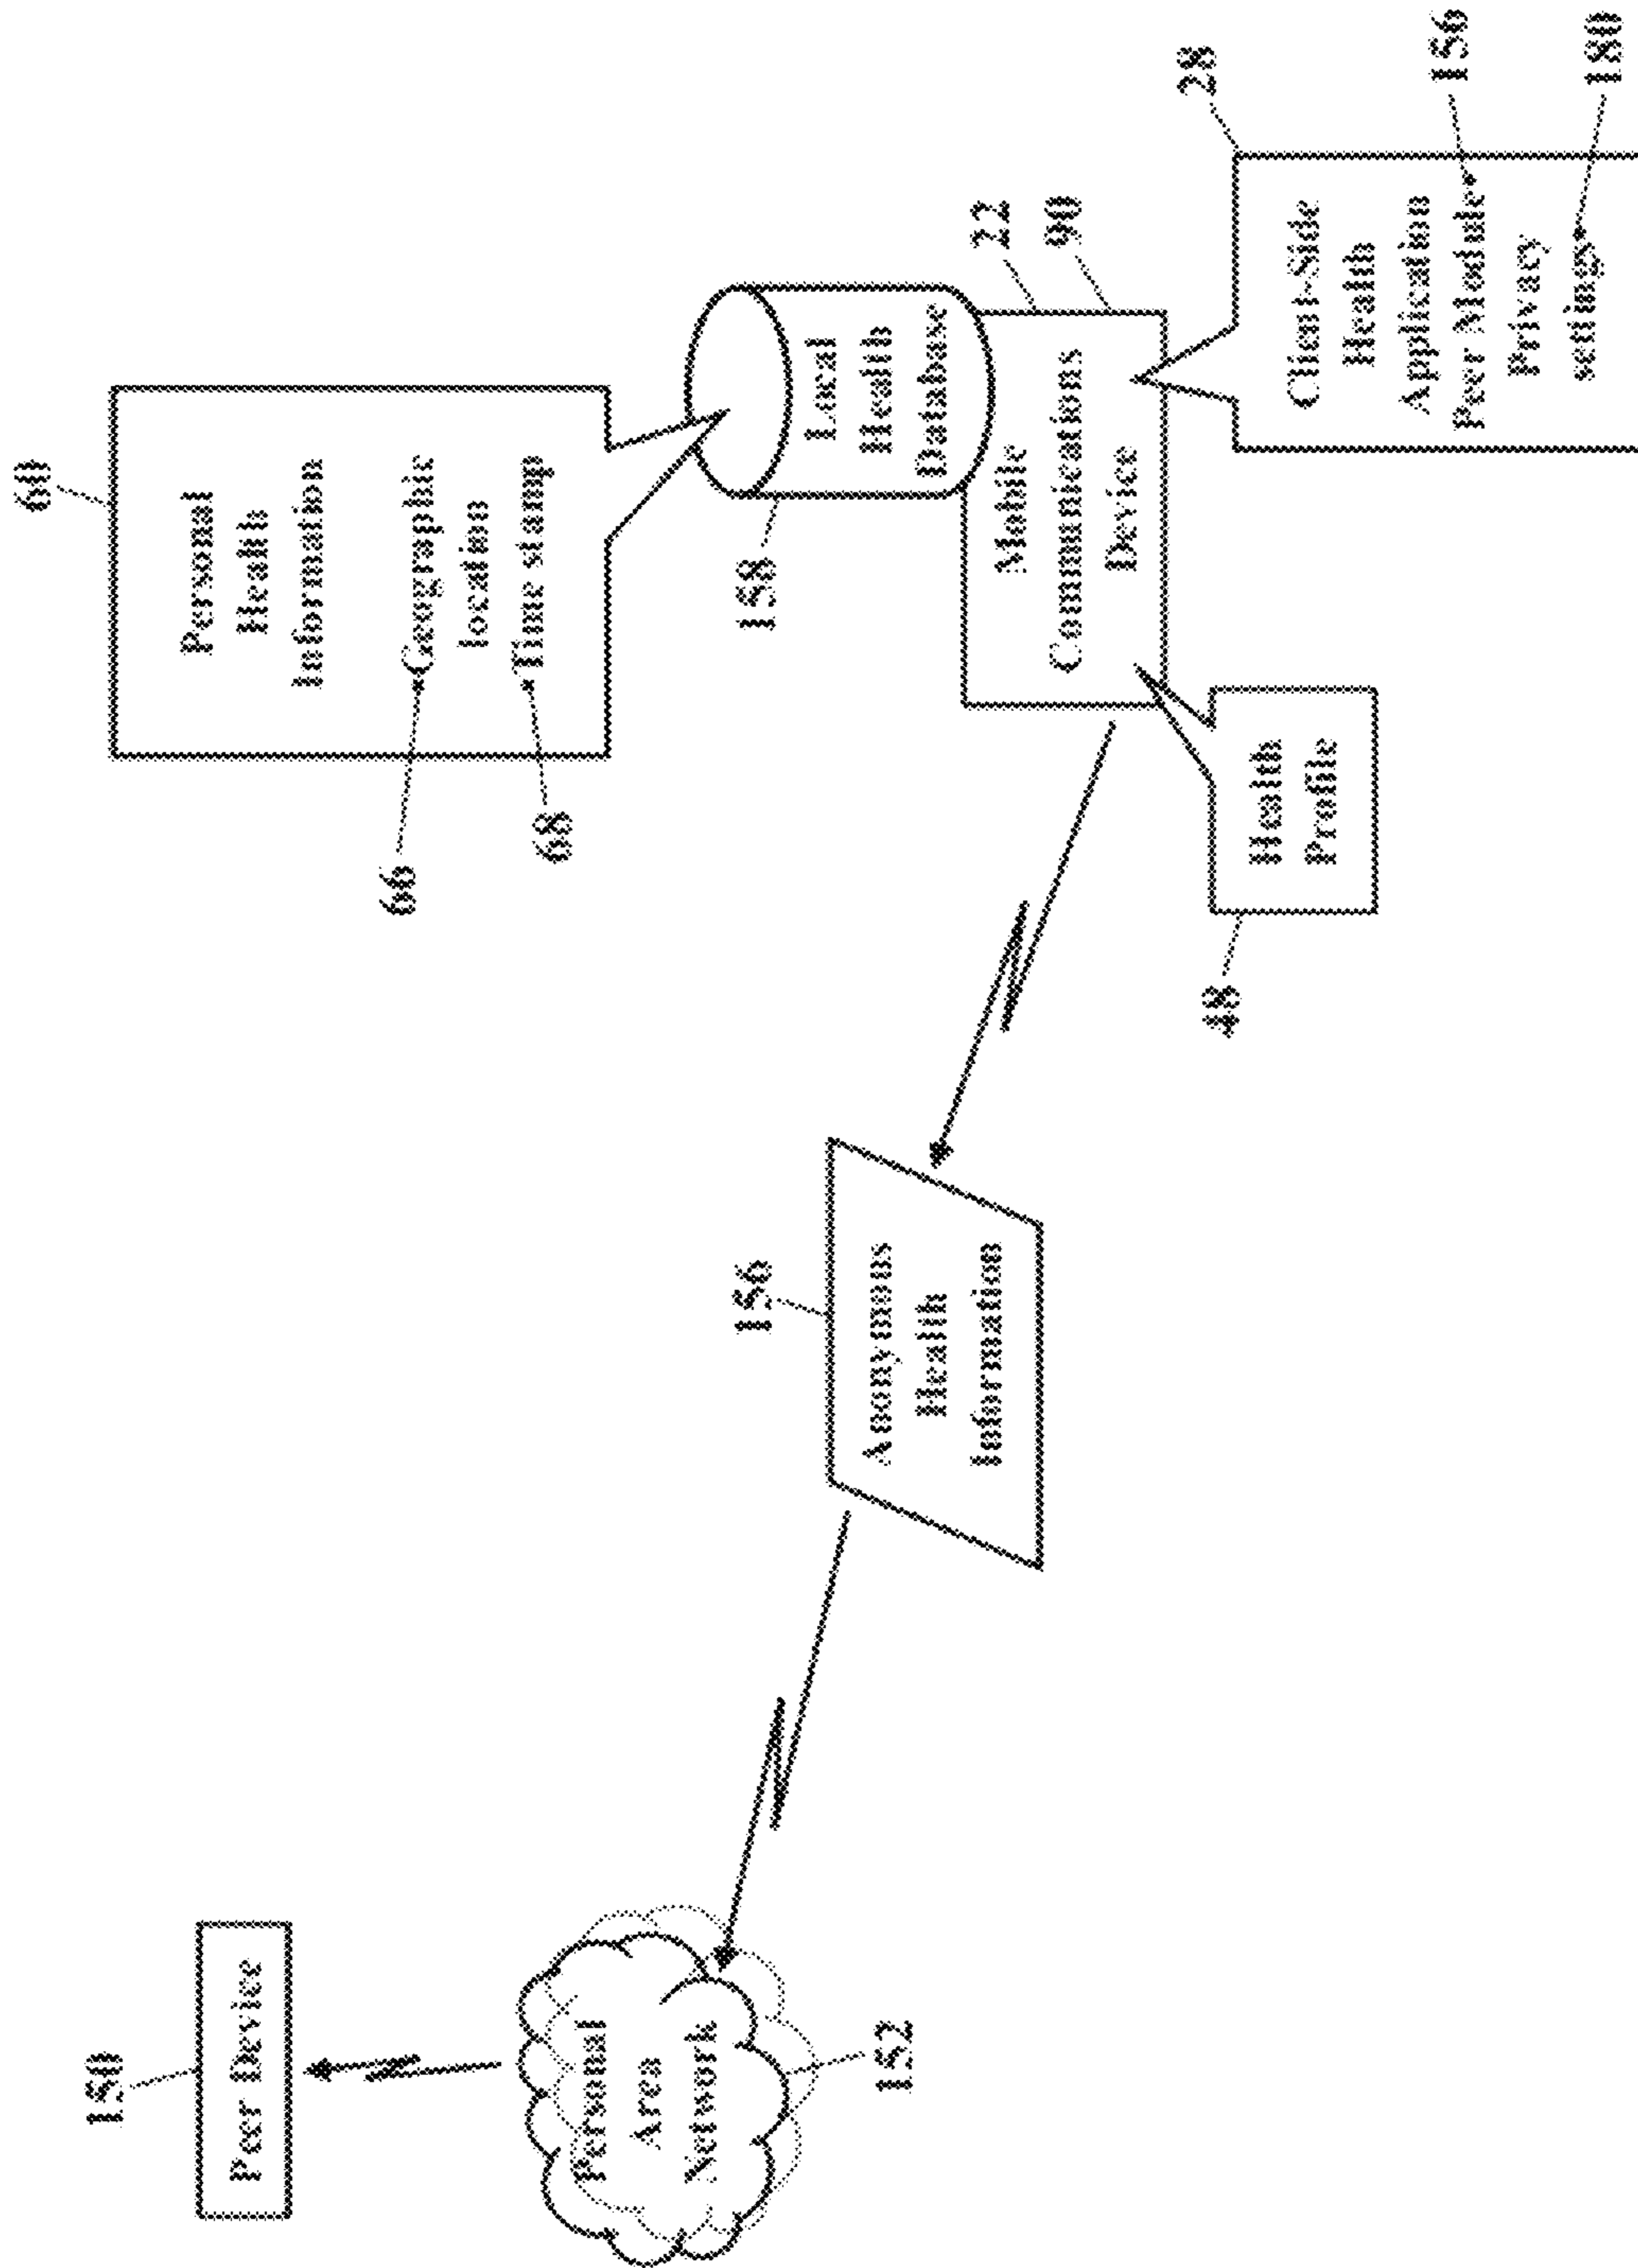 150
Peer Device
Personal
Area
Network
152
156
Anonymous
Health
Information
60
Personal
Health
Information
•Geographic
location
•Time stamp
66
68
158
Local
Health
Database
22
90
Mobile
Communications
Device
48
Health
Profile
28
Client-Side
Health
Application
Peer Module•
Privacy
settings•
156
180